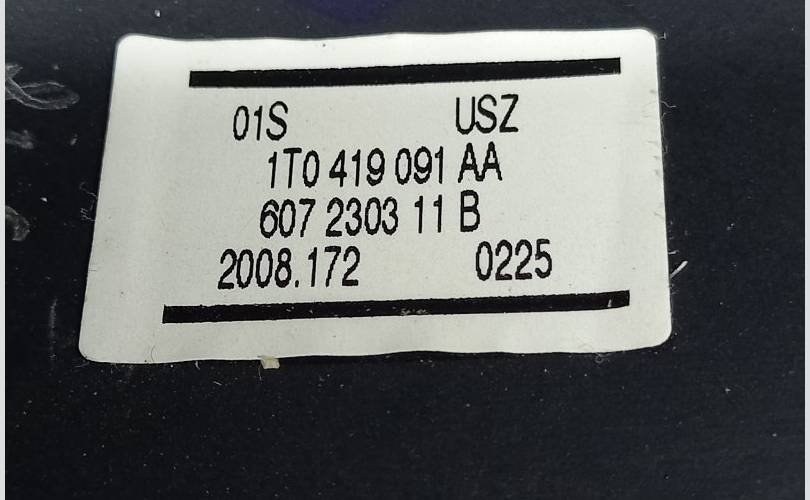 01S USZ
1T0 419 091 AA
607 2303 11 B
2008.172 0225